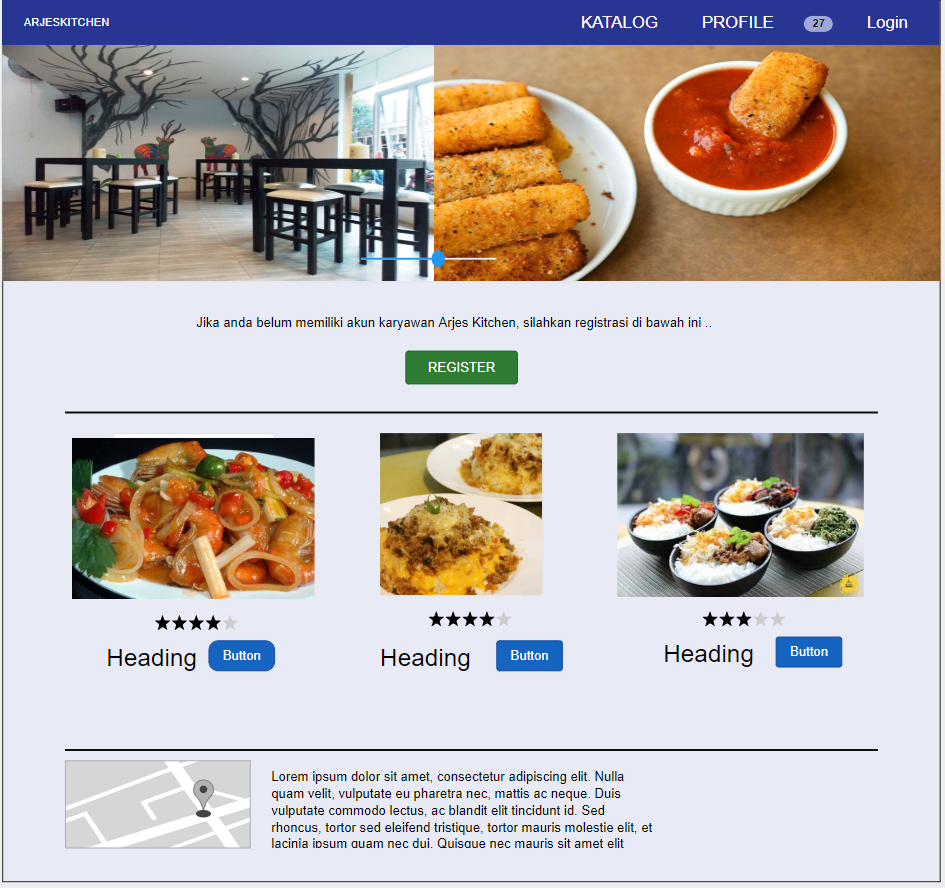 ARJESKITCHEN
KATALOG PROFILE 27 Login
Jika anda belum memiliki akun karyawan Arjes Kitchen, silahkan registrasi di bawah ini ..
REGISTER
Heading Button
Heading Button
Heading Button
Lorem ipsum dolor sit amet, consectetur adipiscing elit. Nulla
quam velit, vulputate eu pharetra nec, mattis ac neque. Duis
vulputate commodo lectus, ac blandit elit tincidunt id. Sed
rhoncus, tortor sed eleifend tristique, tortor mauris molestie elit, et
lacinia ipsum quam nec dui. Quisque nec mauris sit amet elit